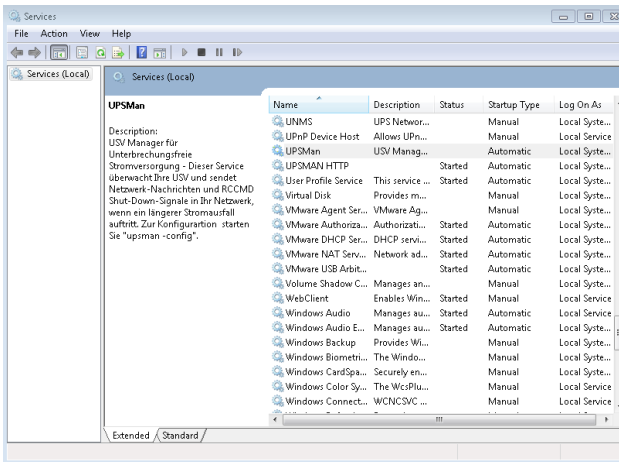 Services
File Action View Help
Services (Local)
Services (Local)
UPSMan
Description:
USV Manager für
Unterbrechungsfreie
Stromversorgung - Dieser Service
überwacht Ihre USV und sendet
Netzwerk-Nachrichten und RCCMD
Shut-Down-Signale in Ihr Netzwerk,
wenn ein längerer Stromausfall
auftritt. Zur Konfiguration starten
Sie "upsman -config".
Name Description Status Startup Type Log On As
UNMS UPS Networ... Manual Local Syste...
UPnP Device Host Allows UPn... Manual Local Service
UPSMan USV Manag... Automatic Local Syste...
UPSMAN HTTP Started Automatic Local Syste...
User Profile Service This service ... Started Automatic Local Syste...
Virtual Disk Provides m... Manual Local Syste...
VMware Agent Ser... VMware Ag... Manual Local Syste...
VMware Authoriza... Authorizati... Started Automatic Local Syste...
VMware DHCP Ser... DHCP servi... Started Automatic Local Syste...
VMware NAT Serv... Network ad... Started Automatic Local Syste...
VMware USB Arbit... Started Automatic Local Syste...
Volume Shadow C... Manages an... Manual Local Syste...
WebClient Enables Win... Started Manual Local Service
Windows Audio Manages au... Started Automatic Local Service
Windows Audio E... Manages au... Started Automatic Local Syste...
Windows Backup Provides Wi... Manual Local Syste...
Windows Biometri... The Windo... Manual Local Syste...
Windows CardSpa... Securely en... Manual Local Syste...
Windows Color Sy... The WcsPlu... Manual Local Service
Windows Connect... WCNCSVC ... Manual Local Service
Extended Standard